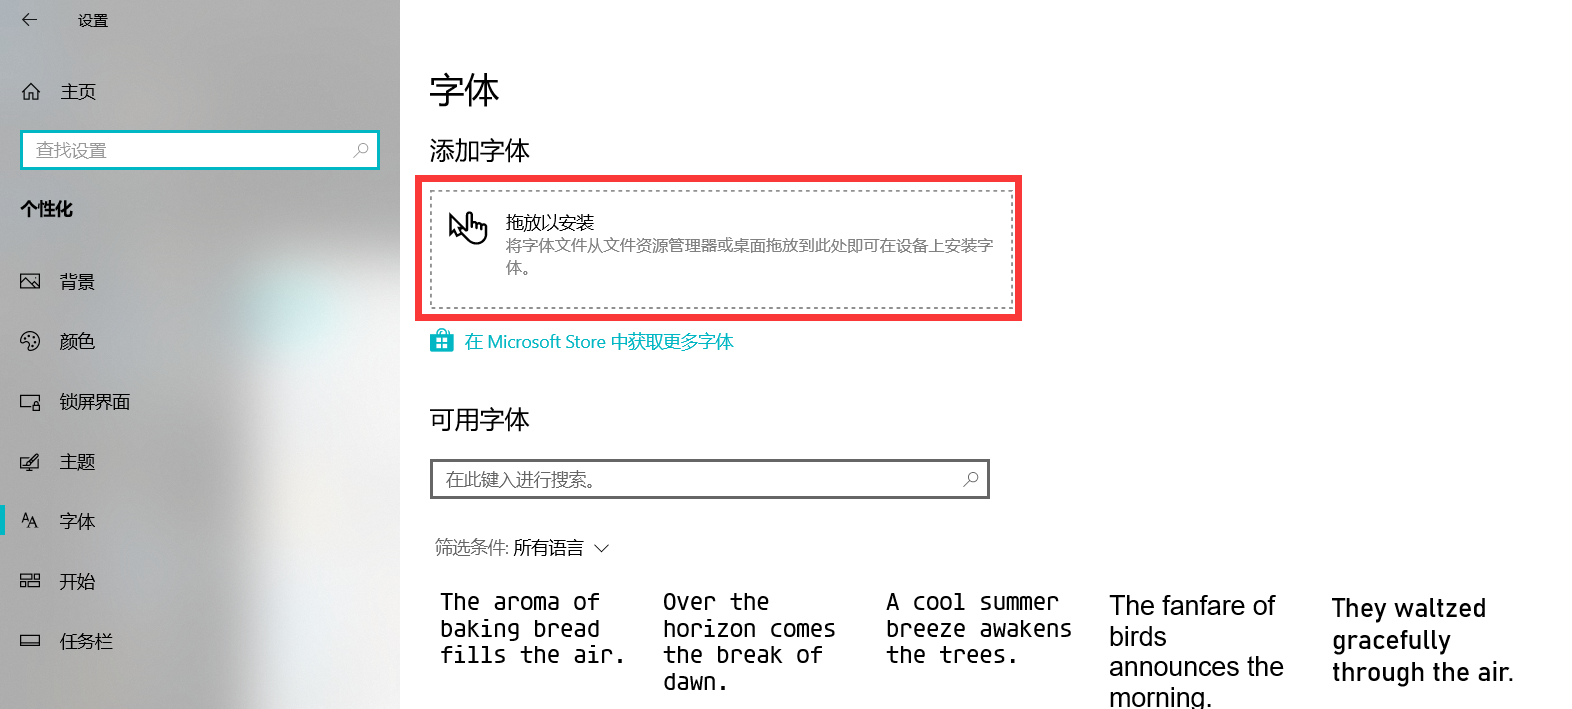 设置
主页
查找设置
个性化
背景
颜色
锁屏界面
主题
字体
开始
任务栏
字体
添加字体
拖放以安装
将字体文件从文件资源管理器或桌面拖放到此处即可在设备上安装字
体。
在 Microsoft Store 中获取更多字体
可用字体
在此键入进行搜索。
筛选条件: 所有语言
The aroma of
baking bread
fills the air.
Over the
horizon comes
the break of
dawn.
A cool summer
breeze awakens
the trees.
The fanfare of
birds
announces the
morning.
They waltzed
gracefully
through the air.